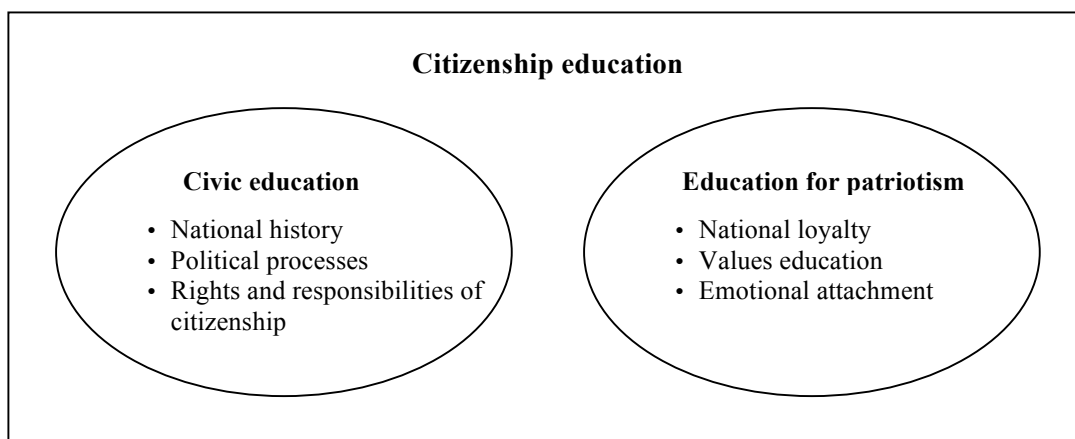 Citizenship education
Civic education
• National history
• Political processes
• Rights and responsibilities of
citizenship
Education for patriotism
• National loyalty
• Values education
• Emotional attachment